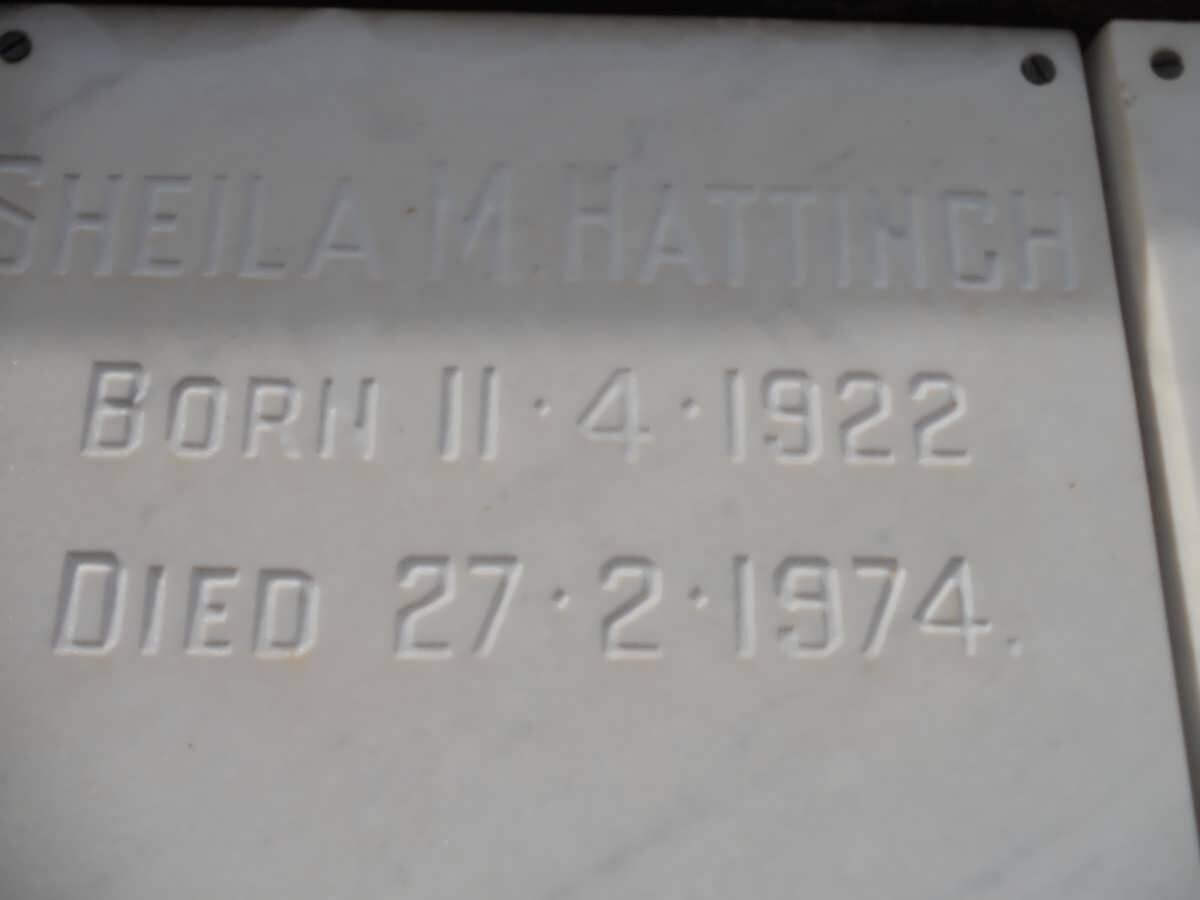 SHEILA M HATTINGH
BORN 11·4·1922
DIED 27·2·1974.